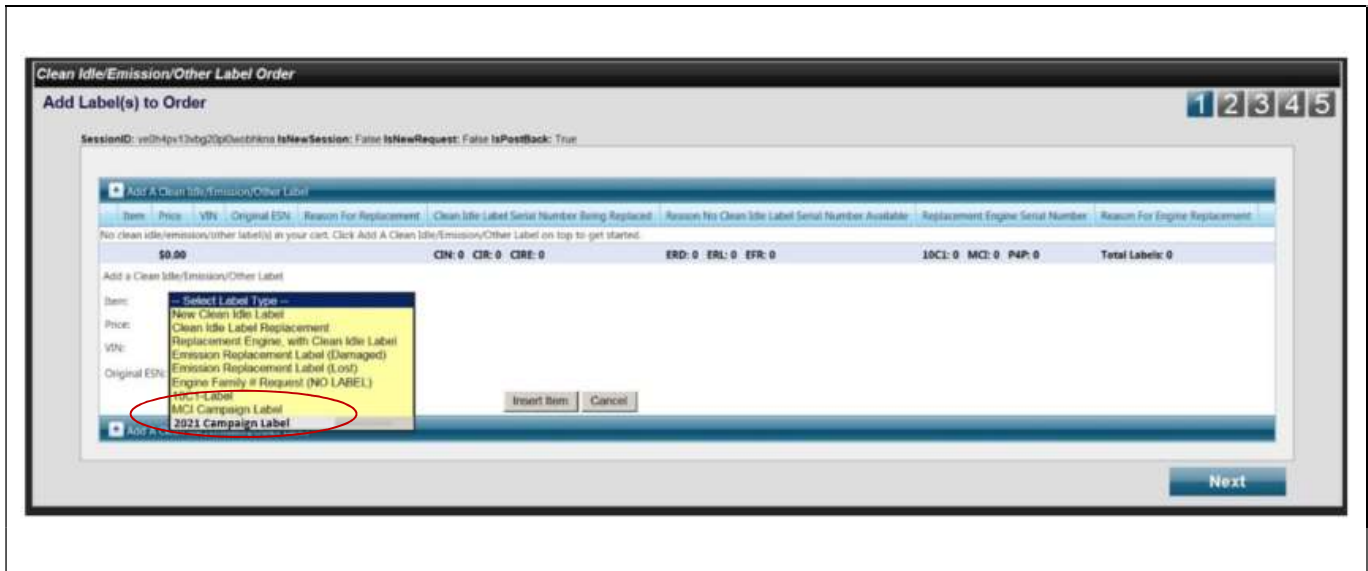 Clean Idle/Emission/Other Label Order
Add Label(s) to Order
1 2 3 4 5
SessionID: IsNewSession: False IsNewRequest: False IsPostBack: True
Add A Clean Idle/Emission/Other Label
Item Price VIN Original ESN Reason For Replacement Clean Idle Label Serial Number Being Replaced Reason No Clean Idle Label Serial Number Available Replacement Engine Serial Number Reason For Engine Replacement
No clean idle/emission/other label(s) in your cart. Click Add A Clean Idle/Emission/Other Label on top to get started.
$0.00 CIN: 0 CIR: 0 CIRE: 0 ERD: 0 ERL: 0 EFR: 0 10C1: 0 MCI: 0 P4P: 0 Total Labels: 0
Add a Clean Idle/Emission/Other Label
Item: -- Select Label Type --
New Clean Idle Label
Price: Clean Idle Label Replacement
Replacement Engine, with Clean Idle Label
VIN: Emission Replacement Label (Damaged)
Original ESN: Emission Replacement Label (Lost)
Engine Family # Request (NO LABEL)
10C1-Label
Insert Item Cancel
MCI Campaign Label
2021 Campaign Label
Add A
Next